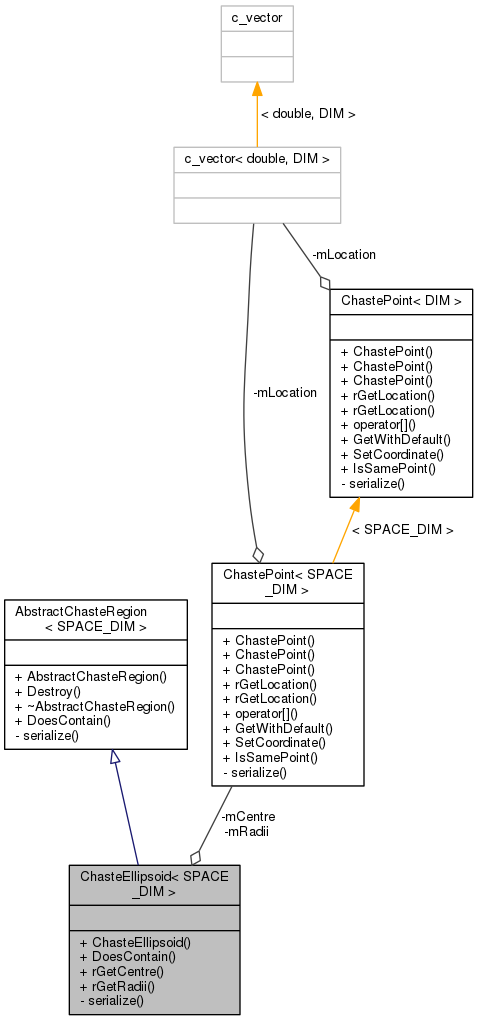 c_vector
< double, DIM >
c_vector< double, DIM >
-mLocation
ChastePoint< DIM >
+ ChastePoint()
+ ChastePoint()
+ ChastePoint()
+ rGetLocation()
+ rGetLocation()
+ operator[]()
+ GetWithDefault()
+ SetCoordinate()
+ IsSamePoint()
- serialize()
-mLocation
< SPACE_DIM >
ChastePoint< SPACE
_DIM >
+ ChastePoint()
+ ChastePoint()
+ ChastePoint()
+ rGetLocation()
+ rGetLocation()
+ operator[]()
+ GetWithDefault()
+ SetCoordinate()
+ IsSamePoint()
- serialize()
AbstractChasteRegion
< SPACE_DIM >
+ AbstractChasteRegion()
+ Destroy()
+ ~AbstractChasteRegion()
+ DoesContain()
- serialize()
-mCentre
-mRadii
ChasteEllipsoid< SPACE
_DIM >
+ ChasteEllipsoid()
+ DoesContain()
+ rGetCentre()
+ rGetRadii()
- serialize()